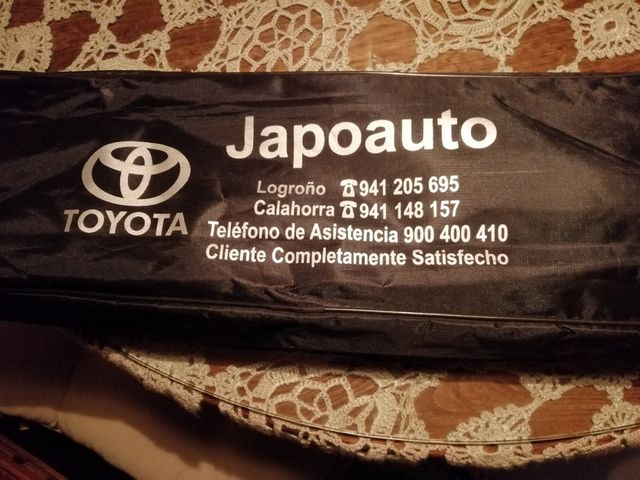 Japoauto
TOYOTA
Logroño ☎941 205 695
Calahorra ☎941 148 157
Teléfono de Asistencia 900 400 410
Cliente Completamente Satisfecho